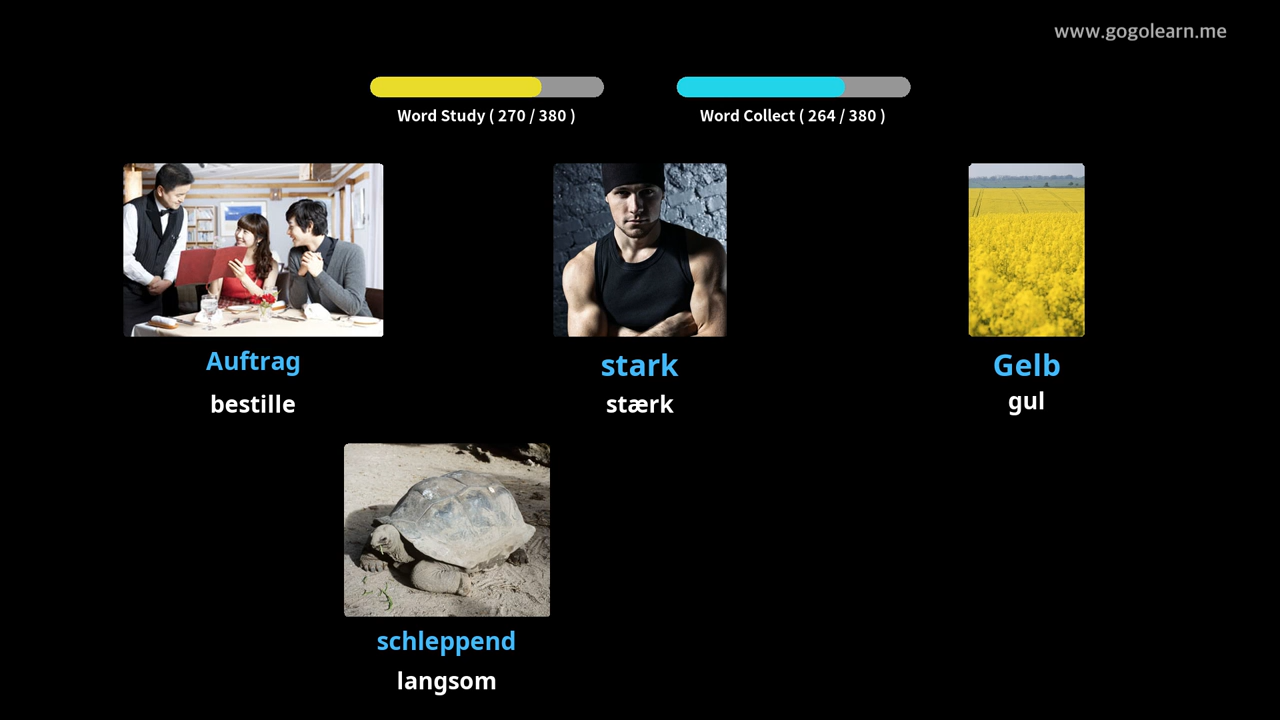 www.gogolearn.me
Word Study ( 270 / 380 )
Word Collect ( 264 / 380 )
Auftrag
bestille
stark
stærk
Gelb
gul
schleppend
langsom